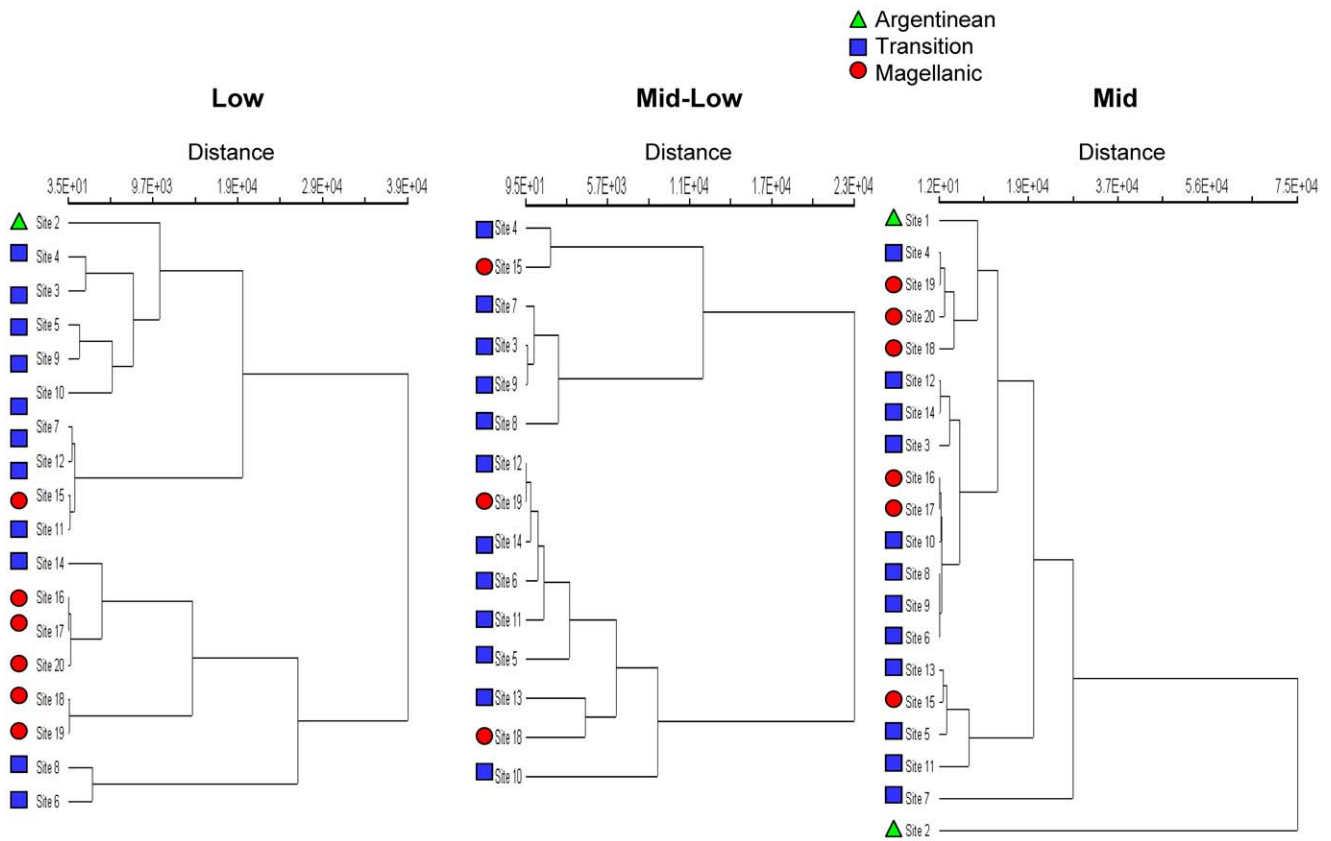 Argentinean
Transition
Magellanic
Low
Mid-Low
Mid
Distance
Distance
Distance
3.5E+01 9.7E+03 1.9E+04 2.9E+04 3.9E+04
9.5E+01 5.7E+03 1.1E+04 1.7E+04 2.3E+04
1.2E+01 1.9E+04 3.7E+04 5.6E+04 7.5E+04
Site 2
Site 4
Site 3
Site 5
Site 9
Site 10
Site 7
Site 12
Site 15
Site 11
Site 14
Site 16
Site 17
Site 20
Site 18
Site 19
Site 8
Site 6
Site 4
Site 15
Site 7
Site 3
Site 9
Site 8
Site 12
Site 19
Site 14
Site 6
Site 11
Site 5
Site 13
Site 18
Site 10
Site 1
Site 4
Site 19
Site 20
Site 18
Site 12
Site 14
Site 3
Site 16
Site 17
Site 10
Site 8
Site 9
Site 6
Site 13
Site 15
Site 5
Site 11
Site 7
Site 2